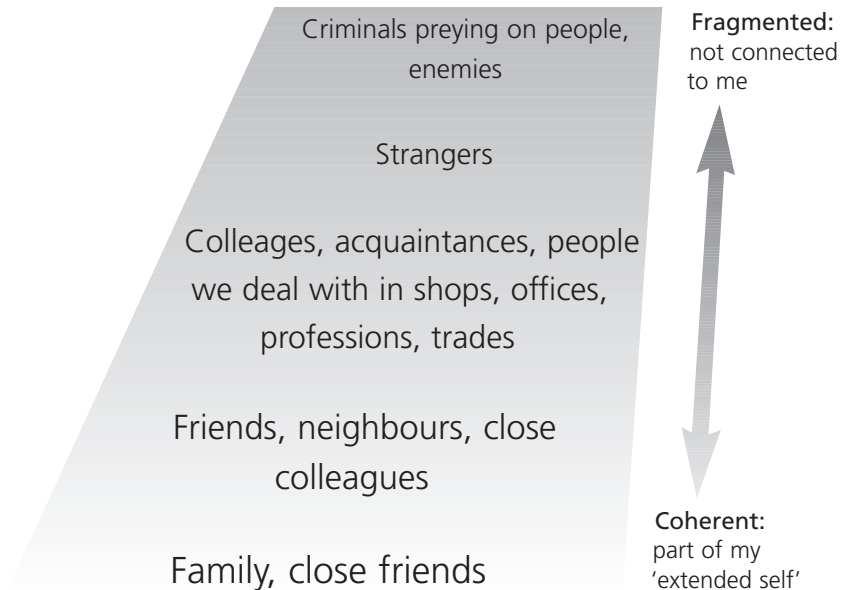 Criminals preying on people,
enemies
Strangers
Colleages, acquaintances, people
we deal with in shops, offices,
professions, trades
Friends, neighbours, close
colleagues
Family, close friends
Fragmented:
not connected
to me
Coherent:
part of my
‘extended self’